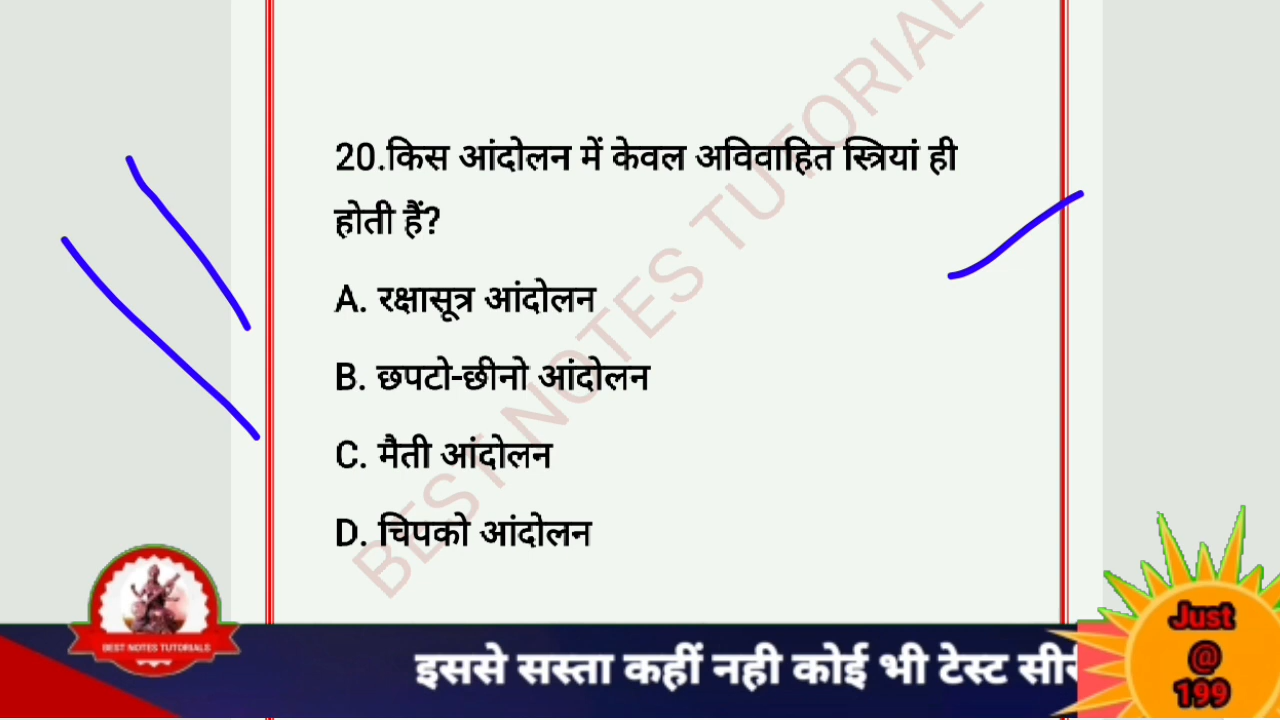 20.किस आंदोलन में केवल अविवाहित स्त्रियां ही
होती हैं?
A. रक्षासूत्र आंदोलन
B. छपटो-छीनो आंदोलन
C. मैती आंदोलन
D. चिपको आंदोलन
BEST NOTES TUTORIAL
BEST NOTES TUTORIALS
इससे सस्ता कहीं नही कोई भी टेस्ट
Just
@
199